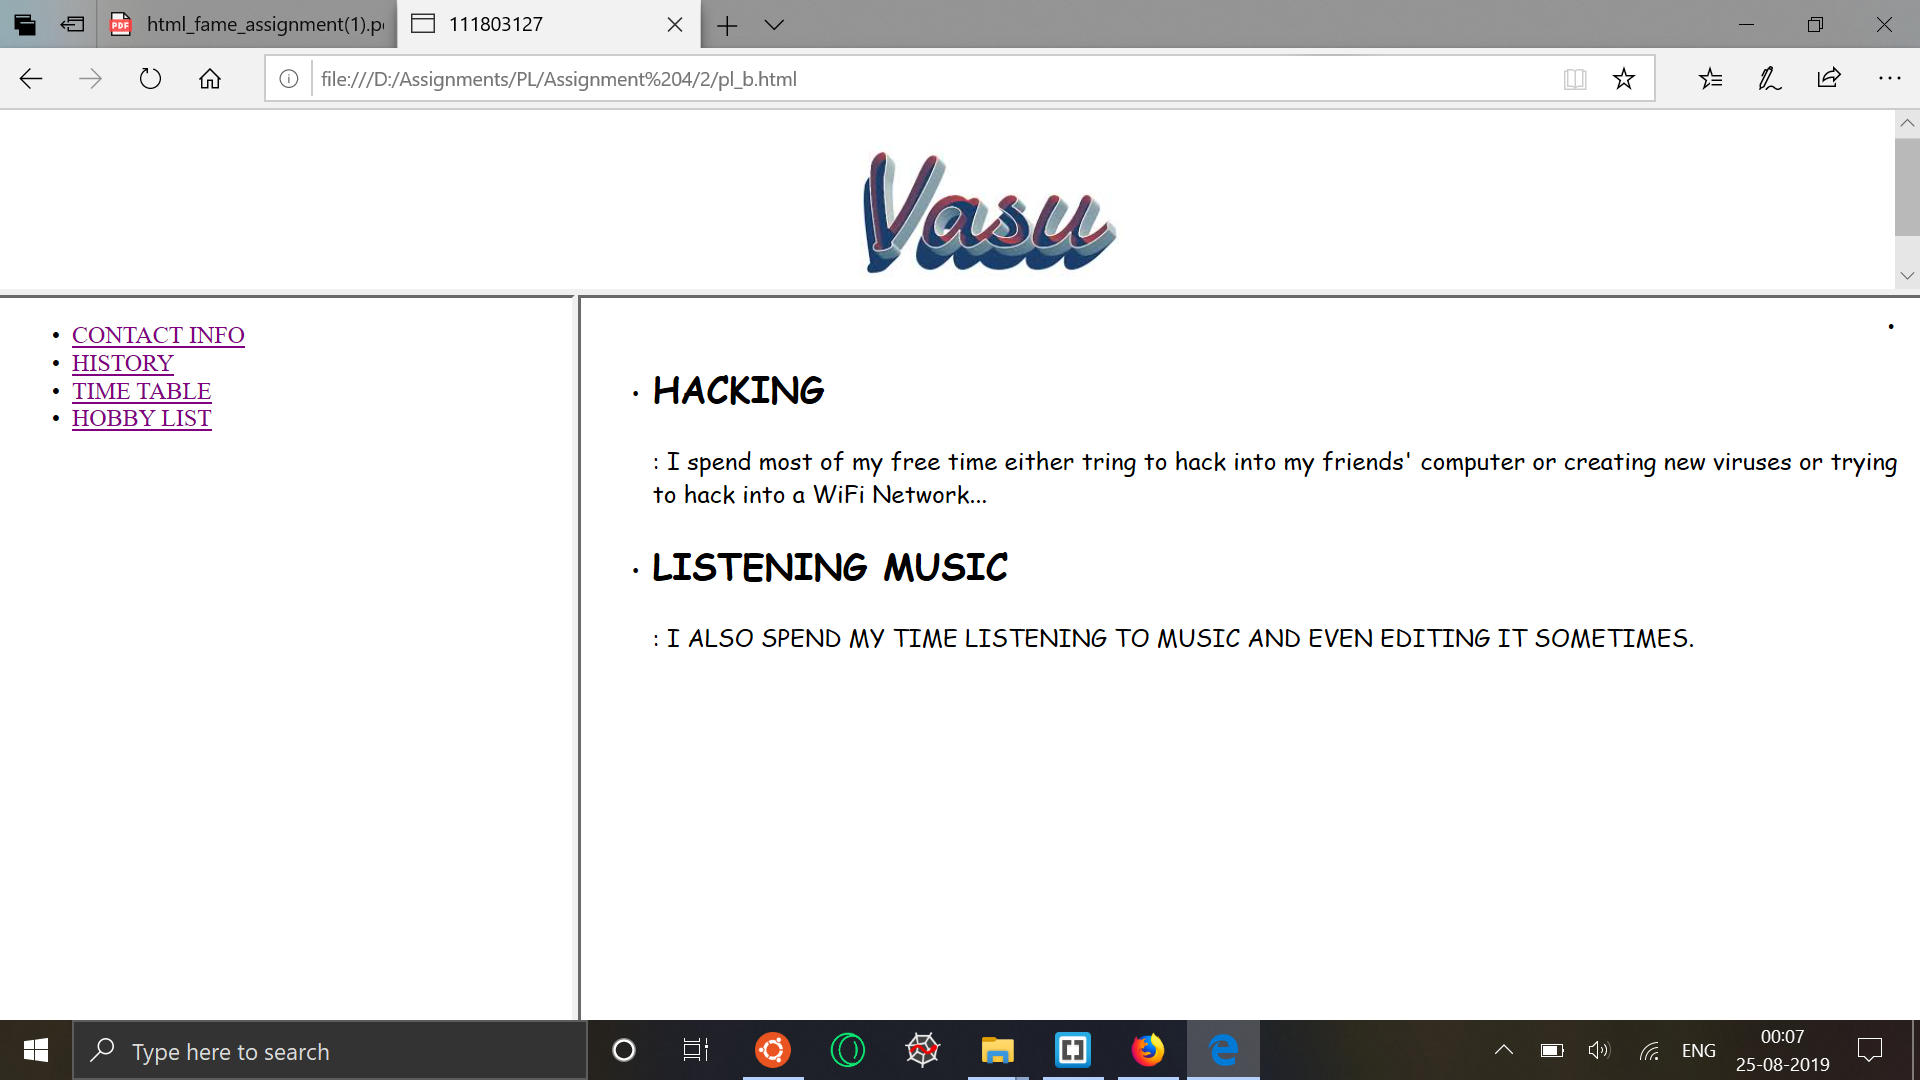 html_fame_assignment(1).p
111803127
file:///D:/Assignments/PL/Assignment%204/2/pl_b.html
Vasu
• CONTACT INFO
• HISTORY
• TIME TABLE
• HOBBY LIST
•
• HACKING
: I spend most of my free time either tring to hack into my friends' computer or creating new viruses or trying
to hack into a WiFi Network...
• LISTENING MUSIC
: I ALSO SPEND MY TIME LISTENING TO MUSIC AND EVEN EDITING IT SOMETIMES.
Type here to search
ENG
00:07
25-08-2019